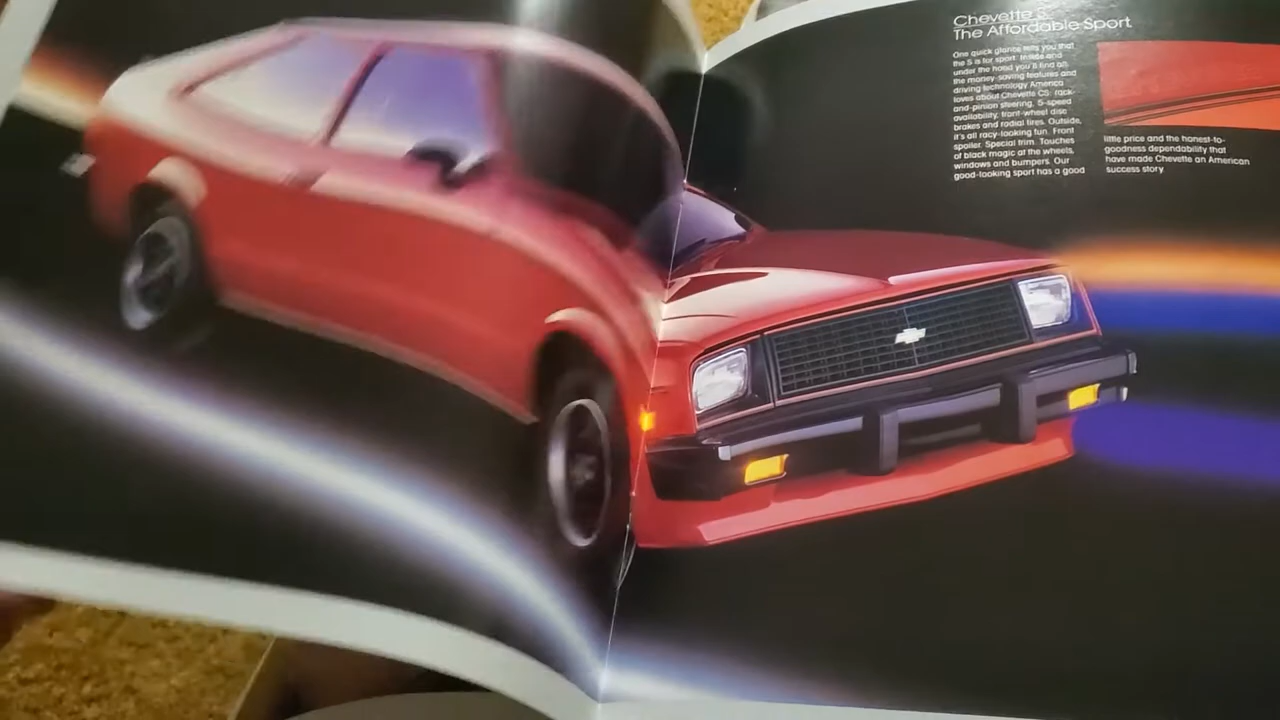 Chevette S.
The Affordable Sport
One quick glance tells you that
the S is for sport. Inside and
under the hood you'll find all
the money-saving features and
driving technology America
loves about Chevette CS: rack-
and-pinion steering, 5-speed
availability, front-wheel disc
brakes and radial tires. Outside,
it's all racy-looking fun. Front
spoiler. Special trim. Touches
of black magic at the wheels,
windows and bumpers. Our
good-looking sport has a good
little price and the honest-to-
goodness dependability that
have made Chevette an American
success story.